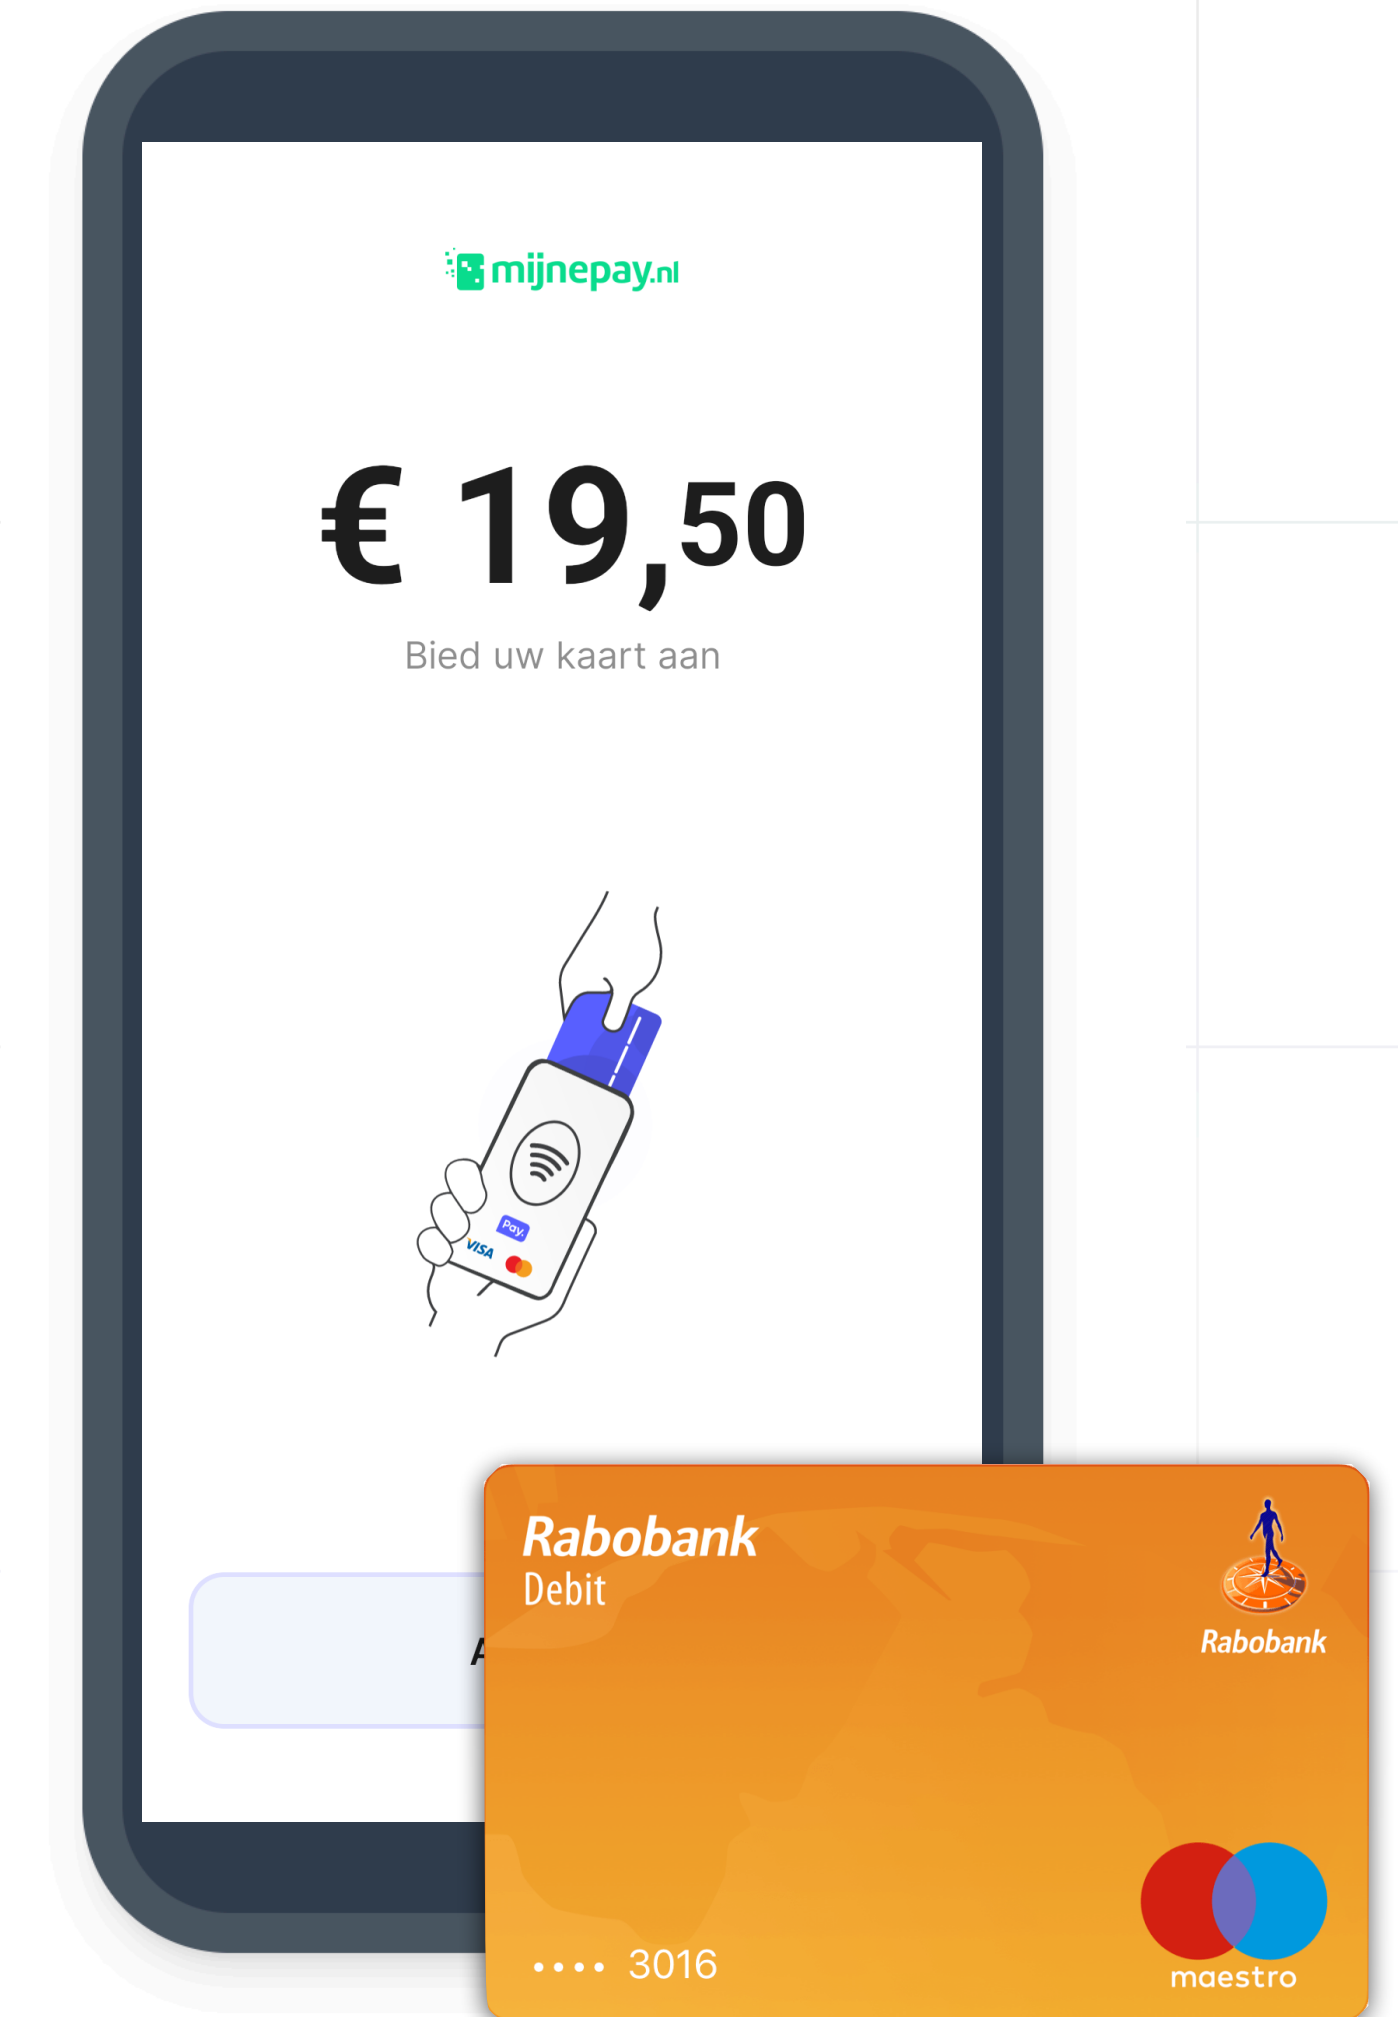 mijnepay.nl
€ 19,50
Bied uw kaart aan
Pay.
VISA
Rabobank
Debit
Rabobank
•••• 3016
maestro